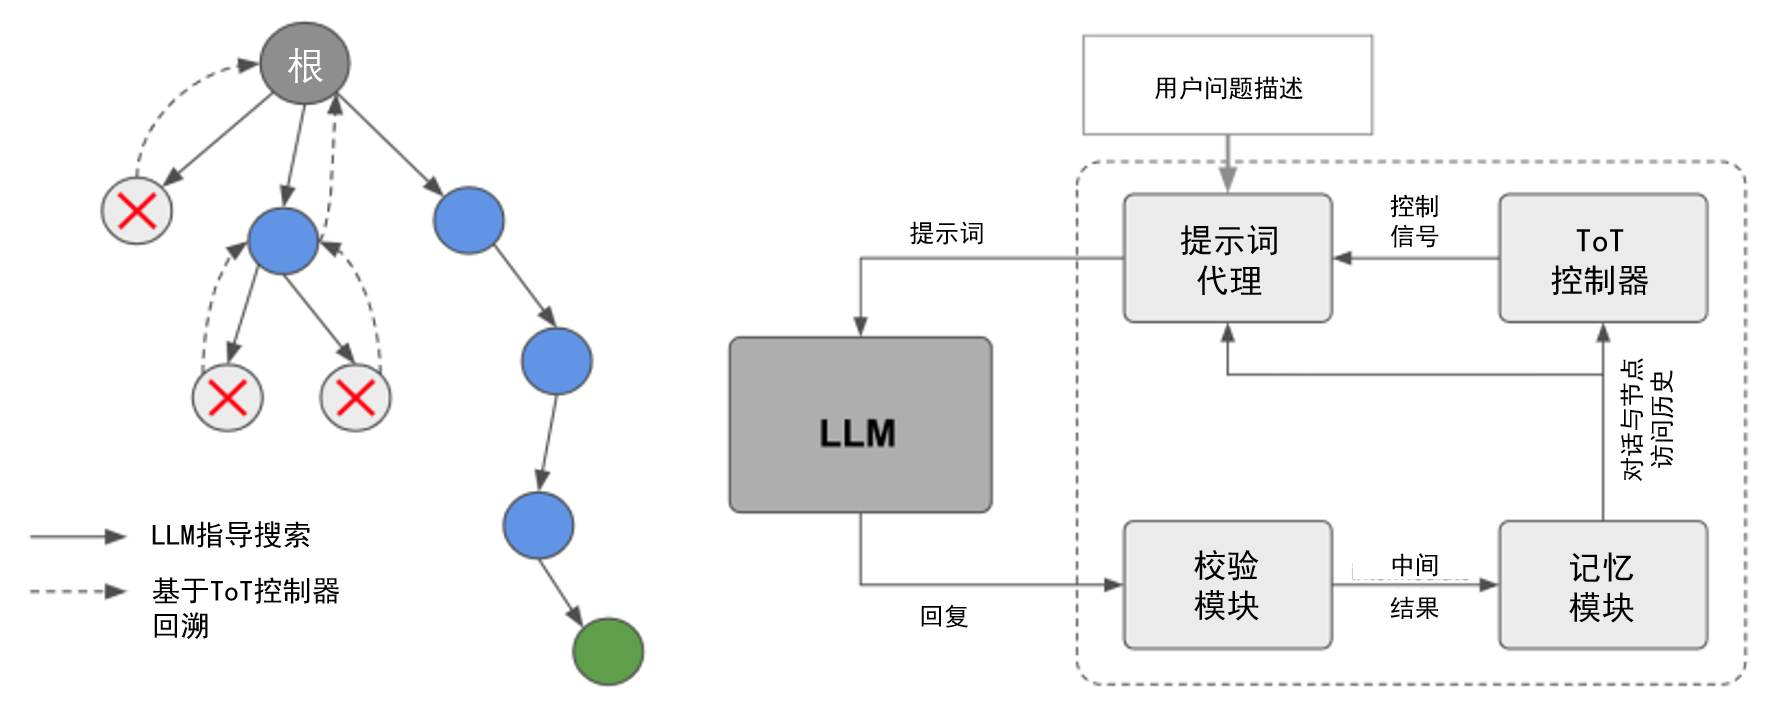 根
LLM指导搜索
基于ToT控制器
回溯
用户问题描述
提示词
提示词
代理
控制
信号
ToT
控制器
LLM
对话与节点
访问历史
回复
校验
模块
中间
结果
记忆
模块